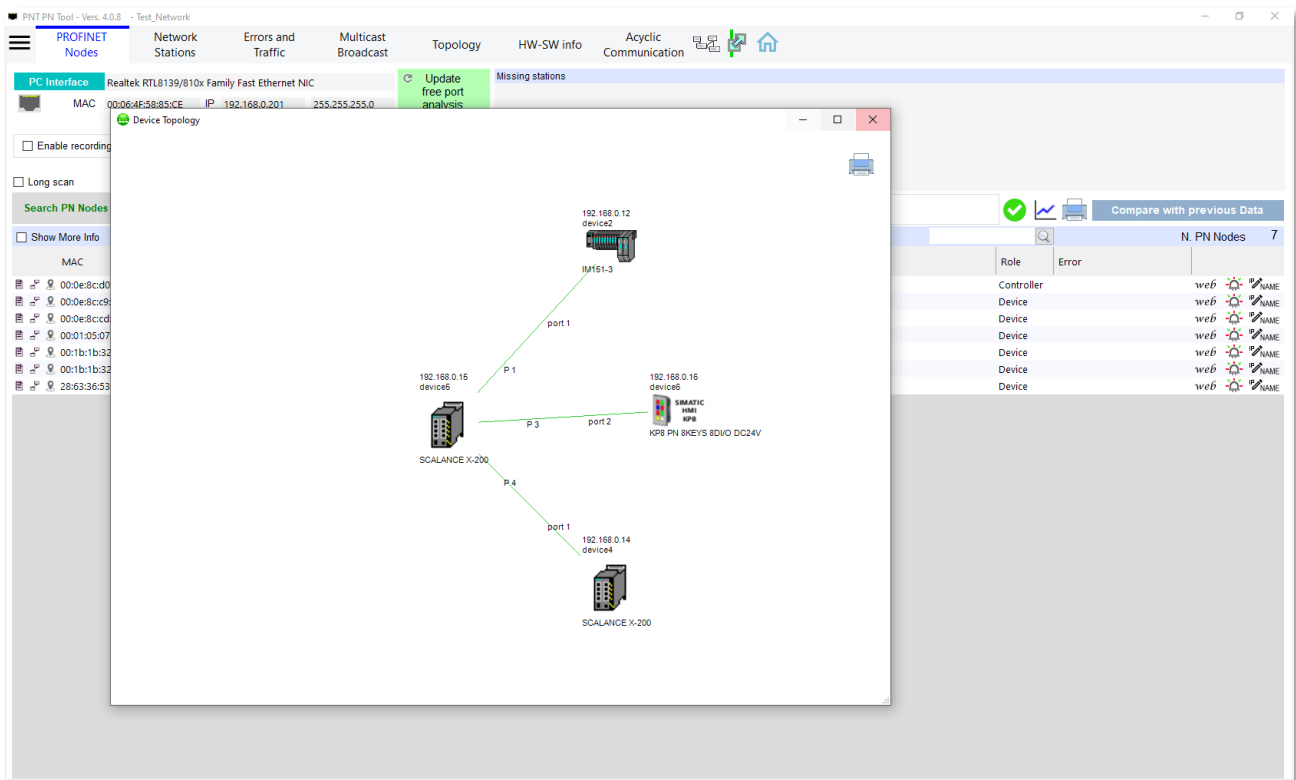 PNT PN Tool - Vers. 4.0.8 - Test_Network
PROFINET Nodes
Network Stations
Errors and Traffic
Multicast Broadcast
Topology
HW-SW info
Acyclic Communication
PC Interface
Realtek RTL8139/810x Family Fast Ethernet NIC
Update free port analysis
Missing stations
MAC 00:06:4F:58:85:CE IP 192.168.0.201 255.255.255.0
Device Topology
Enable recording
Long scan
Search PN Nodes
Compare with previous Data
Show More Info
N. PN Nodes 7
MAC
Role
Error
00:0e:8c:d0
Controller
web
IP NAME
00:0e:8c:c9:
Device
web
IP NAME
00:0e:8c:cd:
Device
web
IP NAME
00:01:05:07
Device
web
IP NAME
00:1b:1b:32
Device
web
IP NAME
00:1b:1b:32
Device
web
IP NAME
28:63:36:53
Device
web
IP NAME
192.168.0.12
device2
IM151-3
port 1
P 1
192.168.0.15
device5
SCALANCE X-200
P 3
port 2
192.168.0.16
device6
SIMATIC
HMI
KP8
KP8 PN 8KEYS 8DI/O DC24V
P 4
port 1
192.168.0.14
device4
SCALANCE X-200